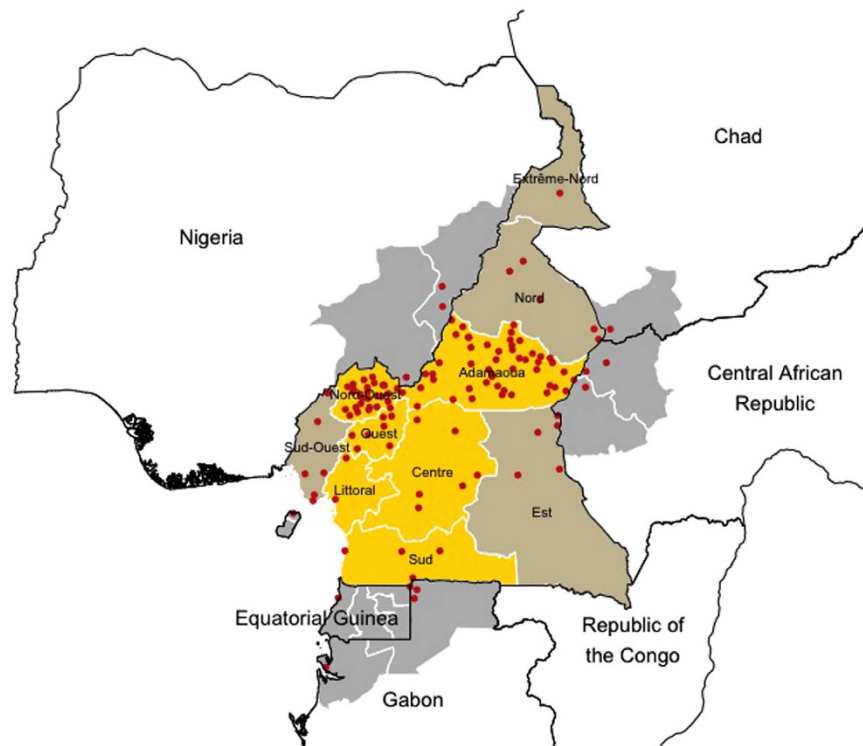 Chad
Extrême-Nord
Nigeria
Nord
Adamaoua
Central African
Republic
Nord-Ouest
Ouest
Sud-Ouest
Centre
Littoral
Est
Sud
Equatorial Guinea
Republic of
the Congo
Gabon